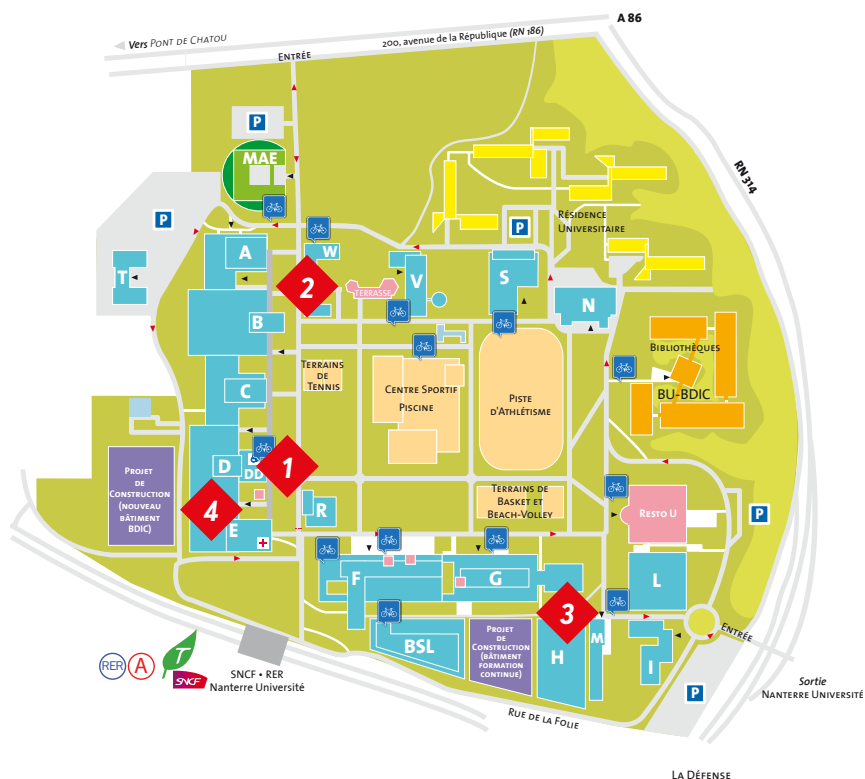 A 86
Vers Pont de Chatou
200, avenue de la République (RN 186)
Entrée
P
MAE
RN 314
P
Résidence
Universitaire
P
A
W
T
2
V
S
Terrasse
N
B
Bibliothèques
Terrains
de
Tennis
Centre Sportif
Piscine
Piste
d'Athlétisme
BU-BDIC
C
1
D
DD
Projet
de
Construction
(nouveau
bâtiment
BDIC)
4
R
Terrains de
Basket et
Beach-Volley
Resto U
P
E
F
G
L
3
BSL
Projet
de
Construction
(bâtiment
formation
continue)
H
M
I
Entrée
RER
A
T
SNCF
SNCF • RER
Nanterre Université
P
Sortie
Nanterre Université
Rue de la Folie
La Défense